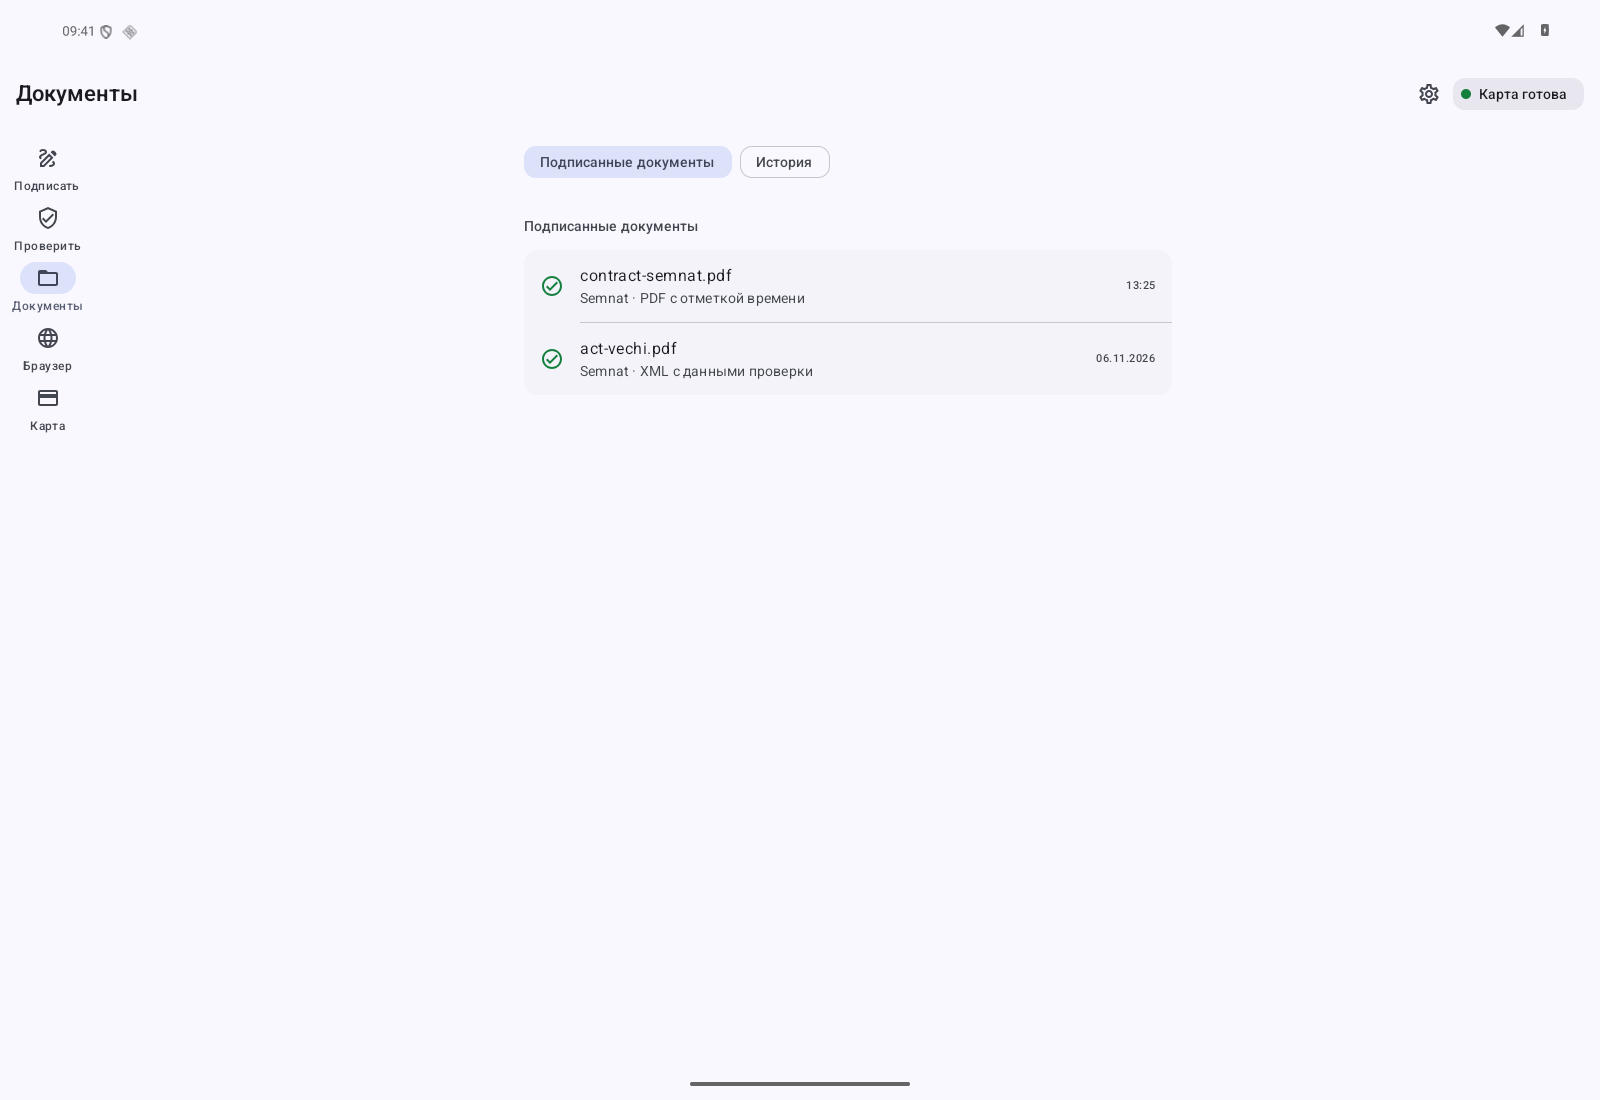 09:41
Документы
Карта готова
Подписать
Проверить
Документы
Браузер
Карта
Подписанные документы
История
Подписанные документы
contract-semnat.pdf
13:25
Semnat · PDF с отметкой времени
act-vechi.pdf
06.11.2026
Semnat · XML с данными проверки